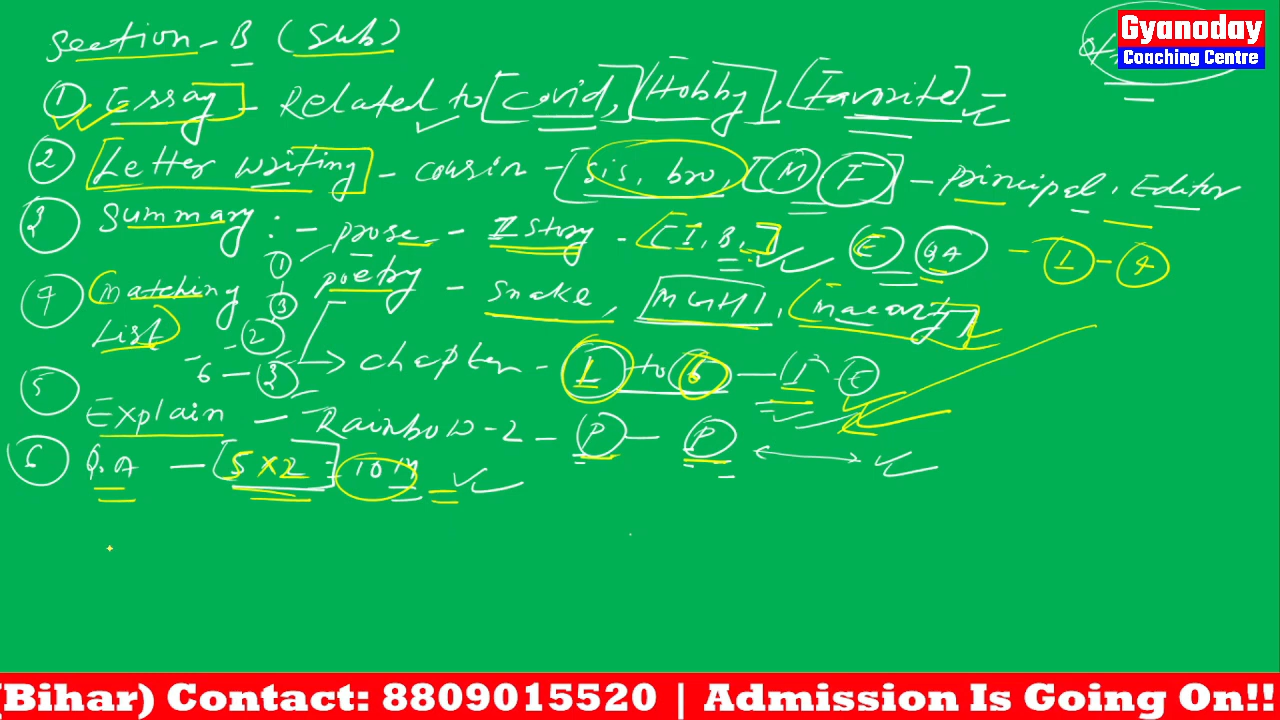 Section - B (Sub)
Gyanoday
Coaching Centre
① Essay - Related to [Covid, [Hobby], [Favorite] -
② Letter writing - cousin - [sis, bro, [M F] - principal, Editor
③ Summary : - prose - story - [I, B,] E QA - 1 - 4
① poetry - Snake, [MGHI],
4 Matching ③
List ②
- 6 - ③ → chapter - 1 to 6 - I - E
5
Explain - Rainbow-2 - P - P
6 Q.A - [5x2] = 10 M
(Bihar) Contact: 8809015520 | Admission Is Going On!!